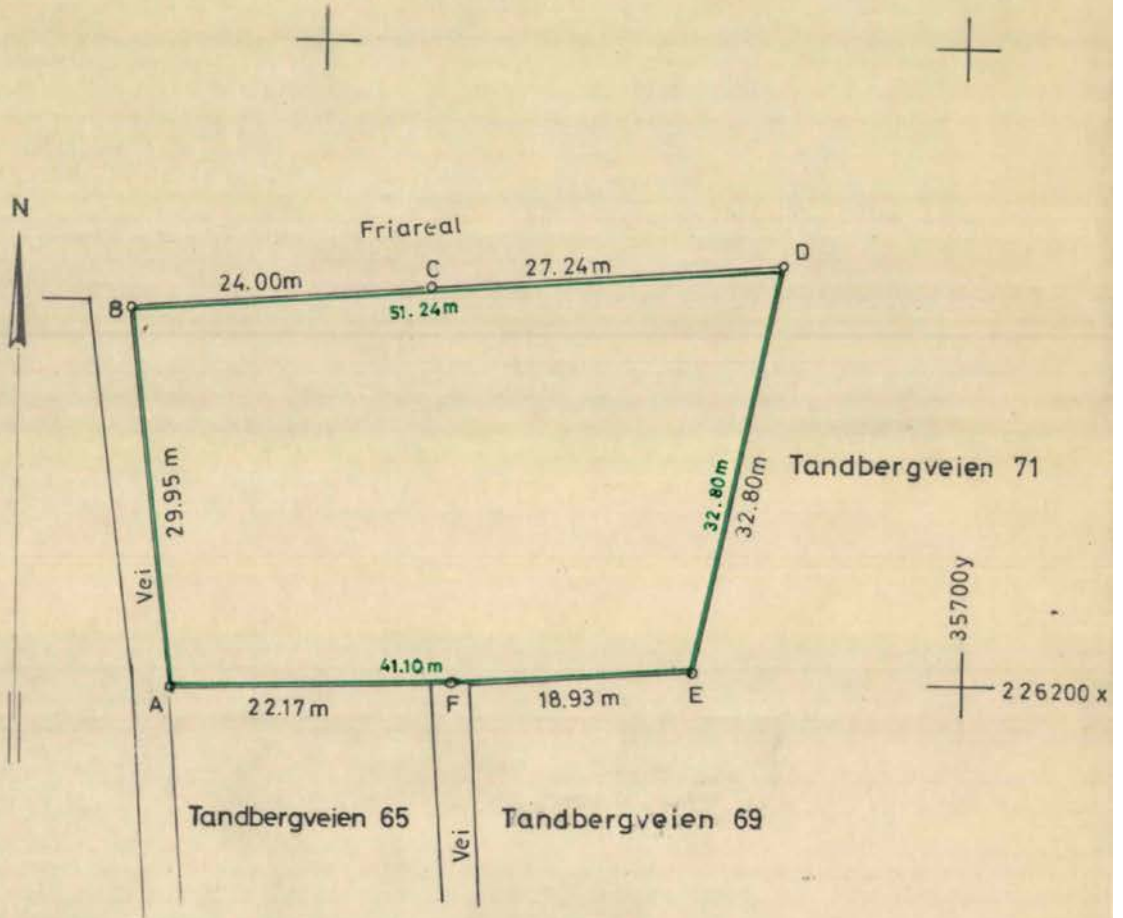 N
Friareal
D
C
27.24m
24.00m
B
51.24m
29.95 m
32.80m
32.80m
Tandbergveien 71
Vei
35700y
41.10m
226200 x
A
22.17m
F
18.93 m
E
Tandbergveien 65
Vei
Tandbergveien 69